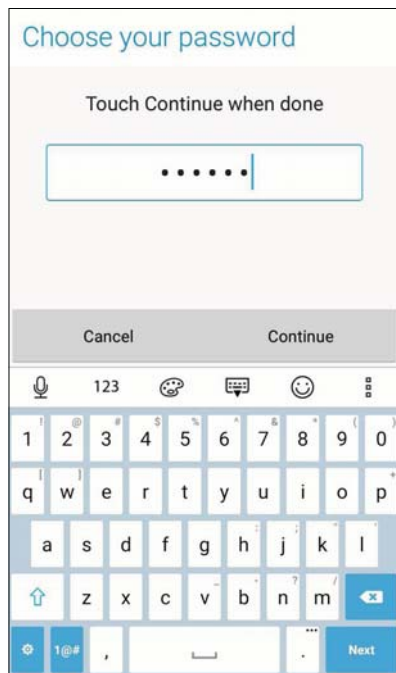 Choose your password
Touch Continue when done
••••••
Cancel Continue
123
! @ # $ % ^ & * ( )
1 2 3 4 5 6 7 8 9 0
[ ] +
q w e r t y u i o p
: ; " '
a s d f g h j k l
_ - ? /
z x c v b n m
1@# , . ... Next